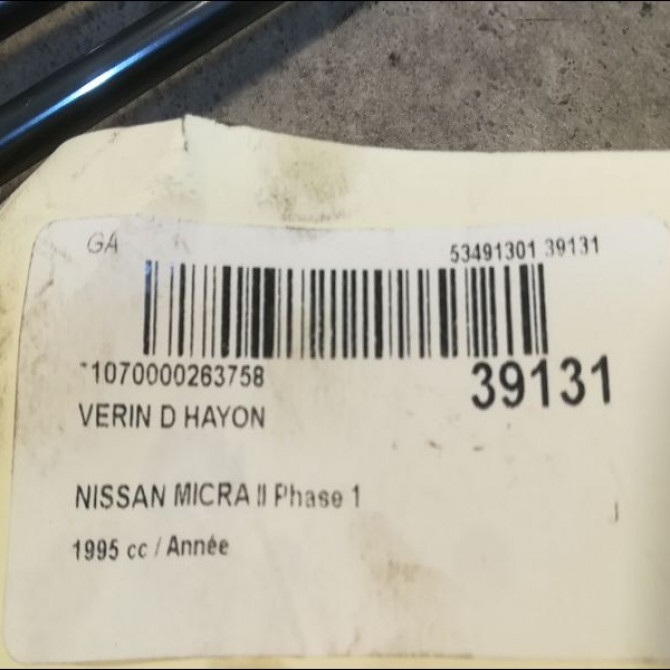 GA
53491301 39131
1070000263758
39131
VERIN D HAYON
NISSAN MICRA II Phase 1
1995 cc / Année